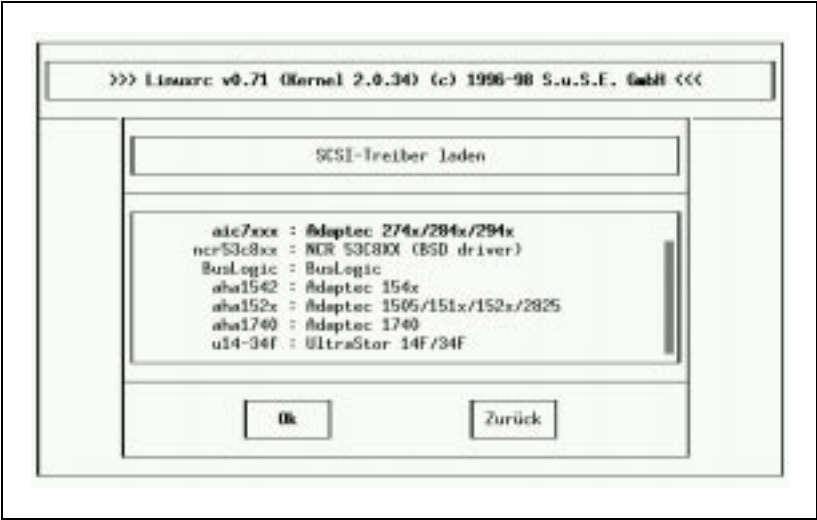 >>> Linuxrc v0.71 (Kernel 2.0.34) (c) 1996-98 S.u.S.E. GmbH <<<
SCSI-Treiber laden
aic7xxx : Adaptec 274x/284x/294x
ncr53c8xx : NCR 53C8XX (BSD driver)
BusLogic : BusLogic
aha1542 : Adaptec 154x
aha152x : Adaptec 1505/151x/152x/2825
aha1740 : Adaptec 1740
u14-34f : UltraStor 14F/34F
Ok Zurück